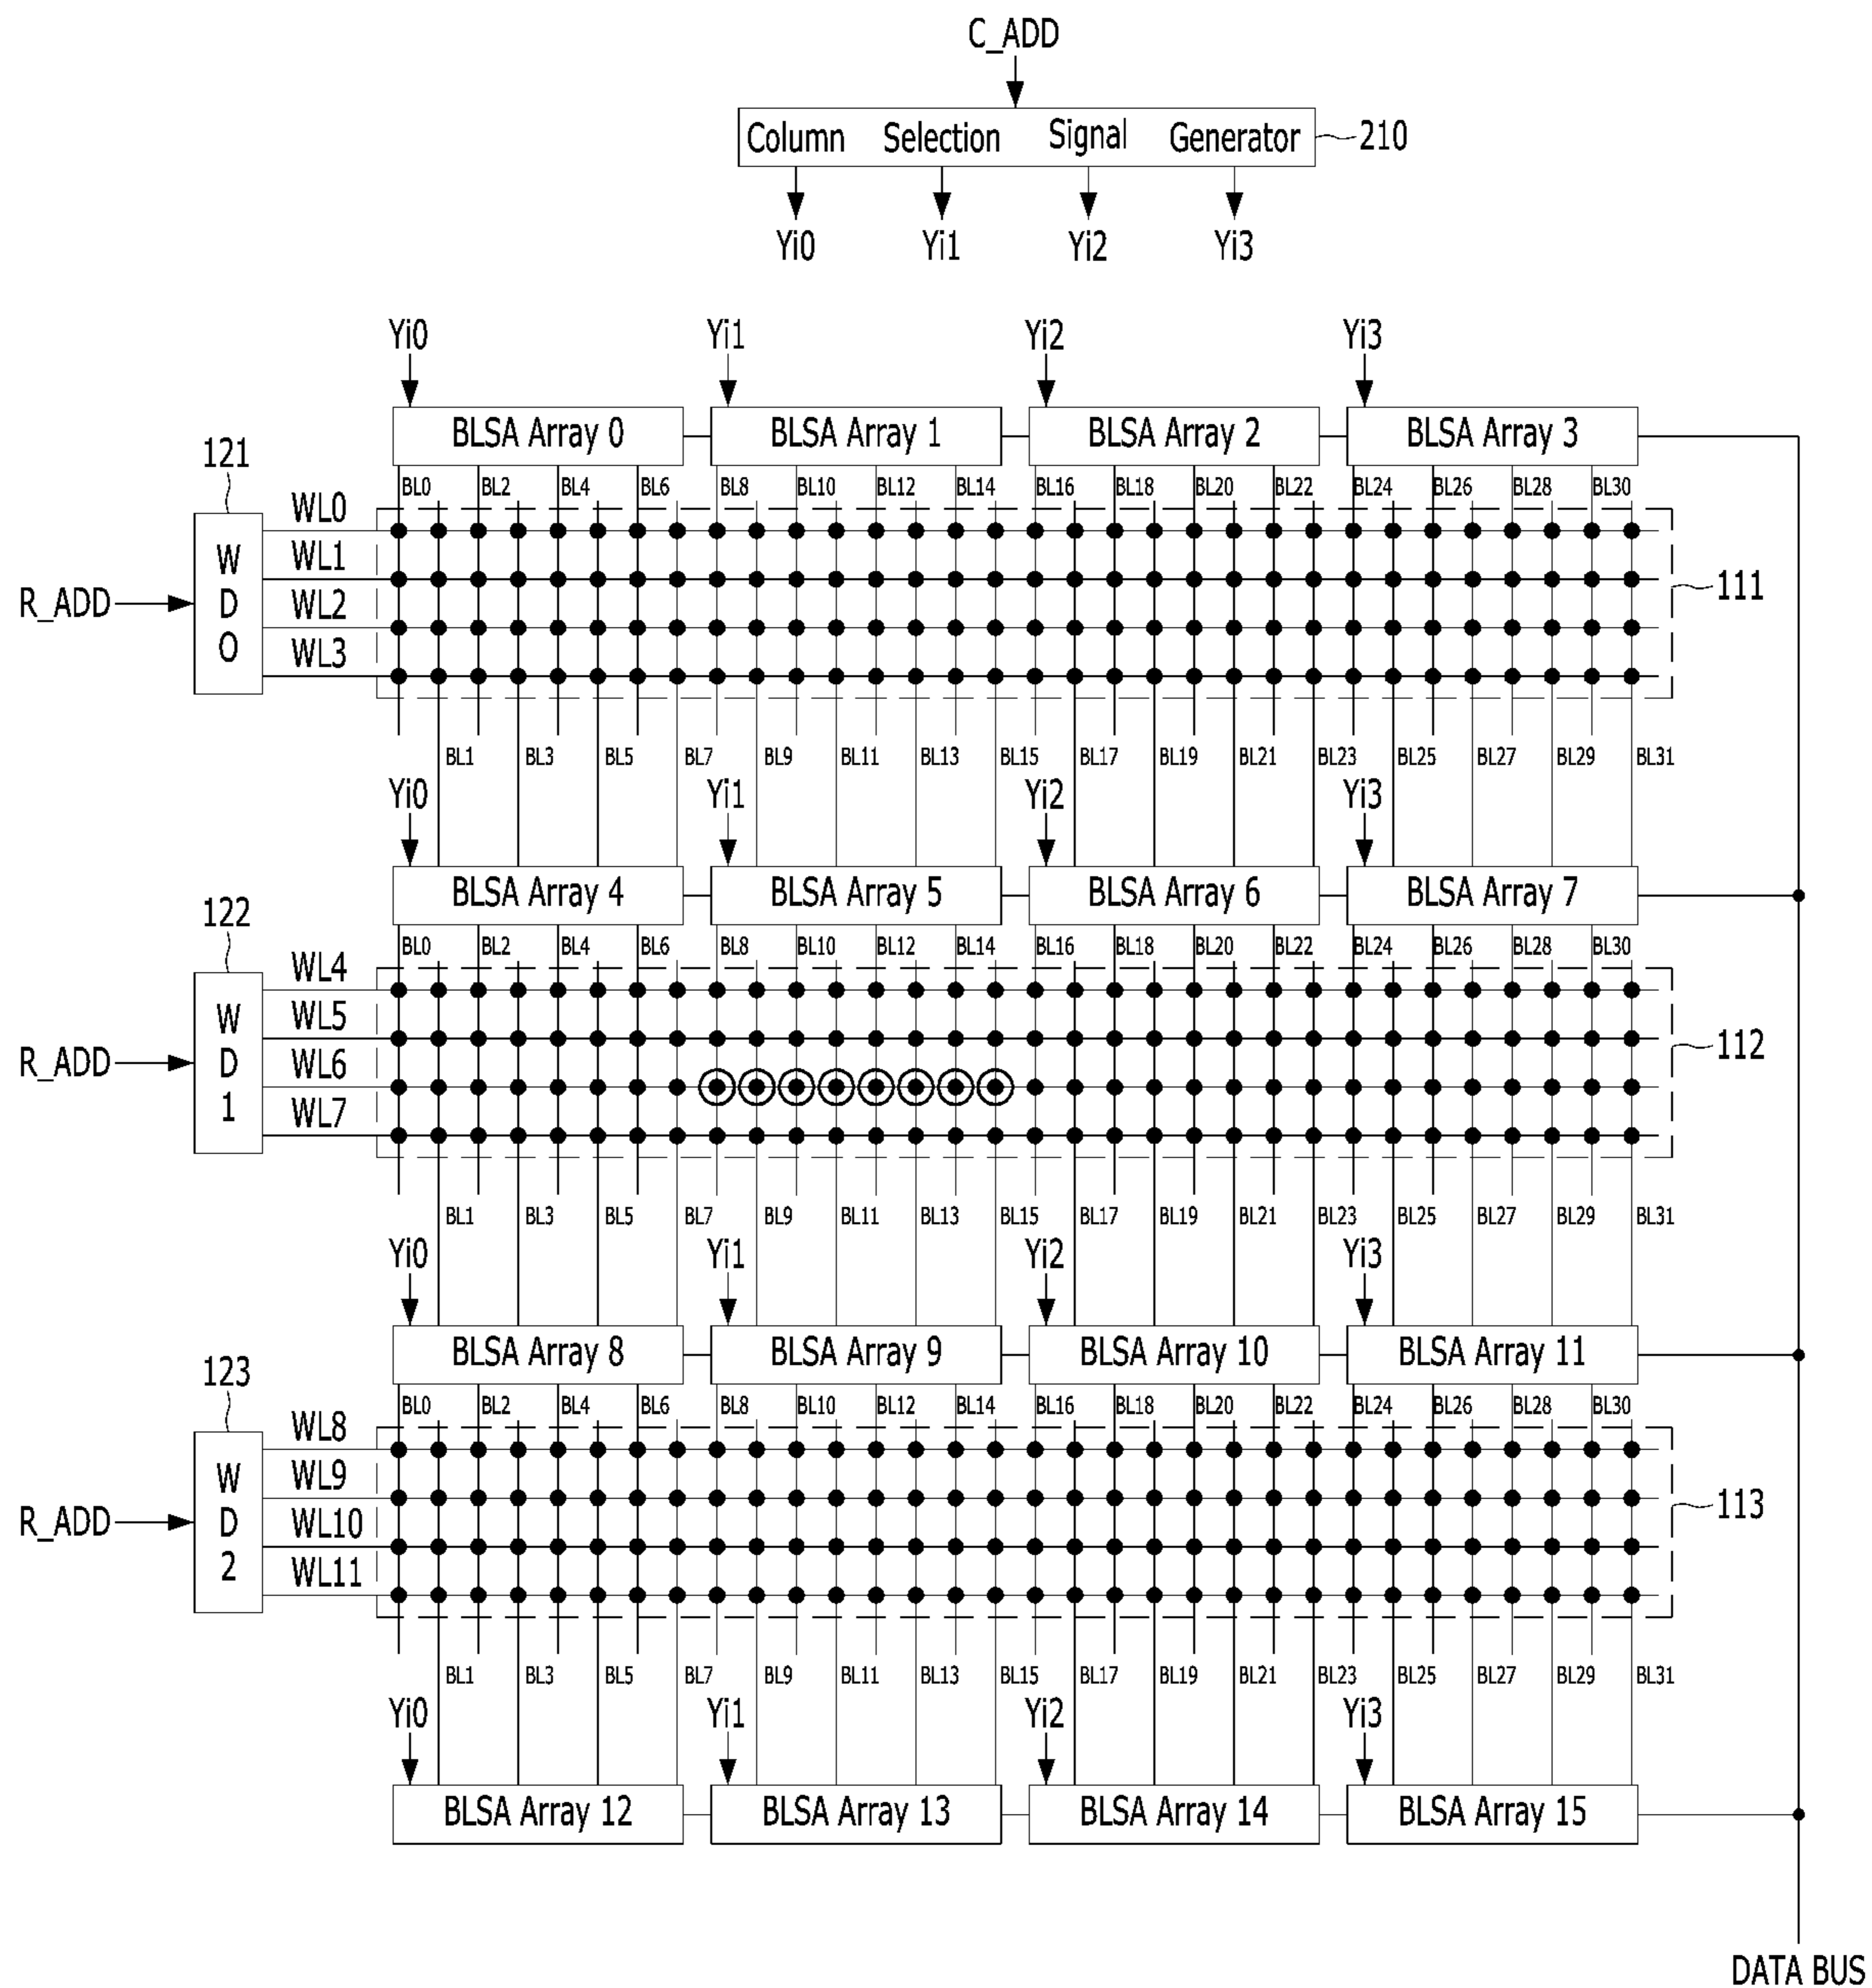 C_ADD
Column Selection Signal Generator 210
Yi0 Yi1 Yi2 Yi3
Yi0 Yi1 Yi2 Yi3
BLSA Array 0 BLSA Array 1 BLSA Array 2 BLSA Array 3
121
BL0 BL2 BL4 BL6 BL8 BL10 BL12 BL14 BL16 BL18 BL20 BL22 BL24 BL26 BL28 BL30
WL0
WL1
WL2
WL3
R_ADD
W
D
O
111
BL1 BL3 BL5 BL7 BL9 BL11 BL13 BL15 BL17 BL19 BL21 BL23 BL25 BL27 BL29 BL31
Yi0 Yi1 Yi2 Yi3
BLSA Array 4 BLSA Array 5 BLSA Array 6 BLSA Array 7
122
BL0 BL2 BL4 BL6 BL8 BL10 BL12 BL14 BL16 BL18 BL20 BL22 BL24 BL26 BL28 BL30
WL4
WL5
WL6
WL7
R_ADD
W
D
1
112
BL1 BL3 BL5 BL7 BL9 BL11 BL13 BL15 BL17 BL19 BL21 BL23 BL25 BL27 BL29 BL31
Yi0 Yi1 Yi2 Yi3
BLSA Array 8 BLSA Array 9 BLSA Array 10 BLSA Array 11
123
BL0 BL2 BL4 BL6 BL8 BL10 BL12 BL14 BL16 BL18 BL20 BL22 BL24 BL26 BL28 BL30
WL8
WL9
WL10
WL11
R_ADD
W
D
2
113
BL1 BL3 BL5 BL7 BL9 BL11 BL13 BL15 BL17 BL19 BL21 BL23 BL25 BL27 BL29 BL31
Yi0 Yi1 Yi2 Yi3
BLSA Array 12 BLSA Array 13 BLSA Array 14 BLSA Array 15
DATA BUS